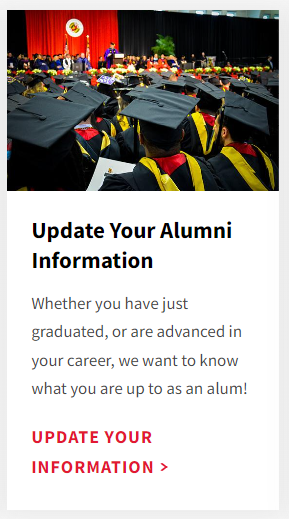 Update Your Alumni
Information
Whether you have just
graduated, or are advanced in
your career, we want to know
what you are up to as an alum!
UPDATE YOUR
INFORMATION >